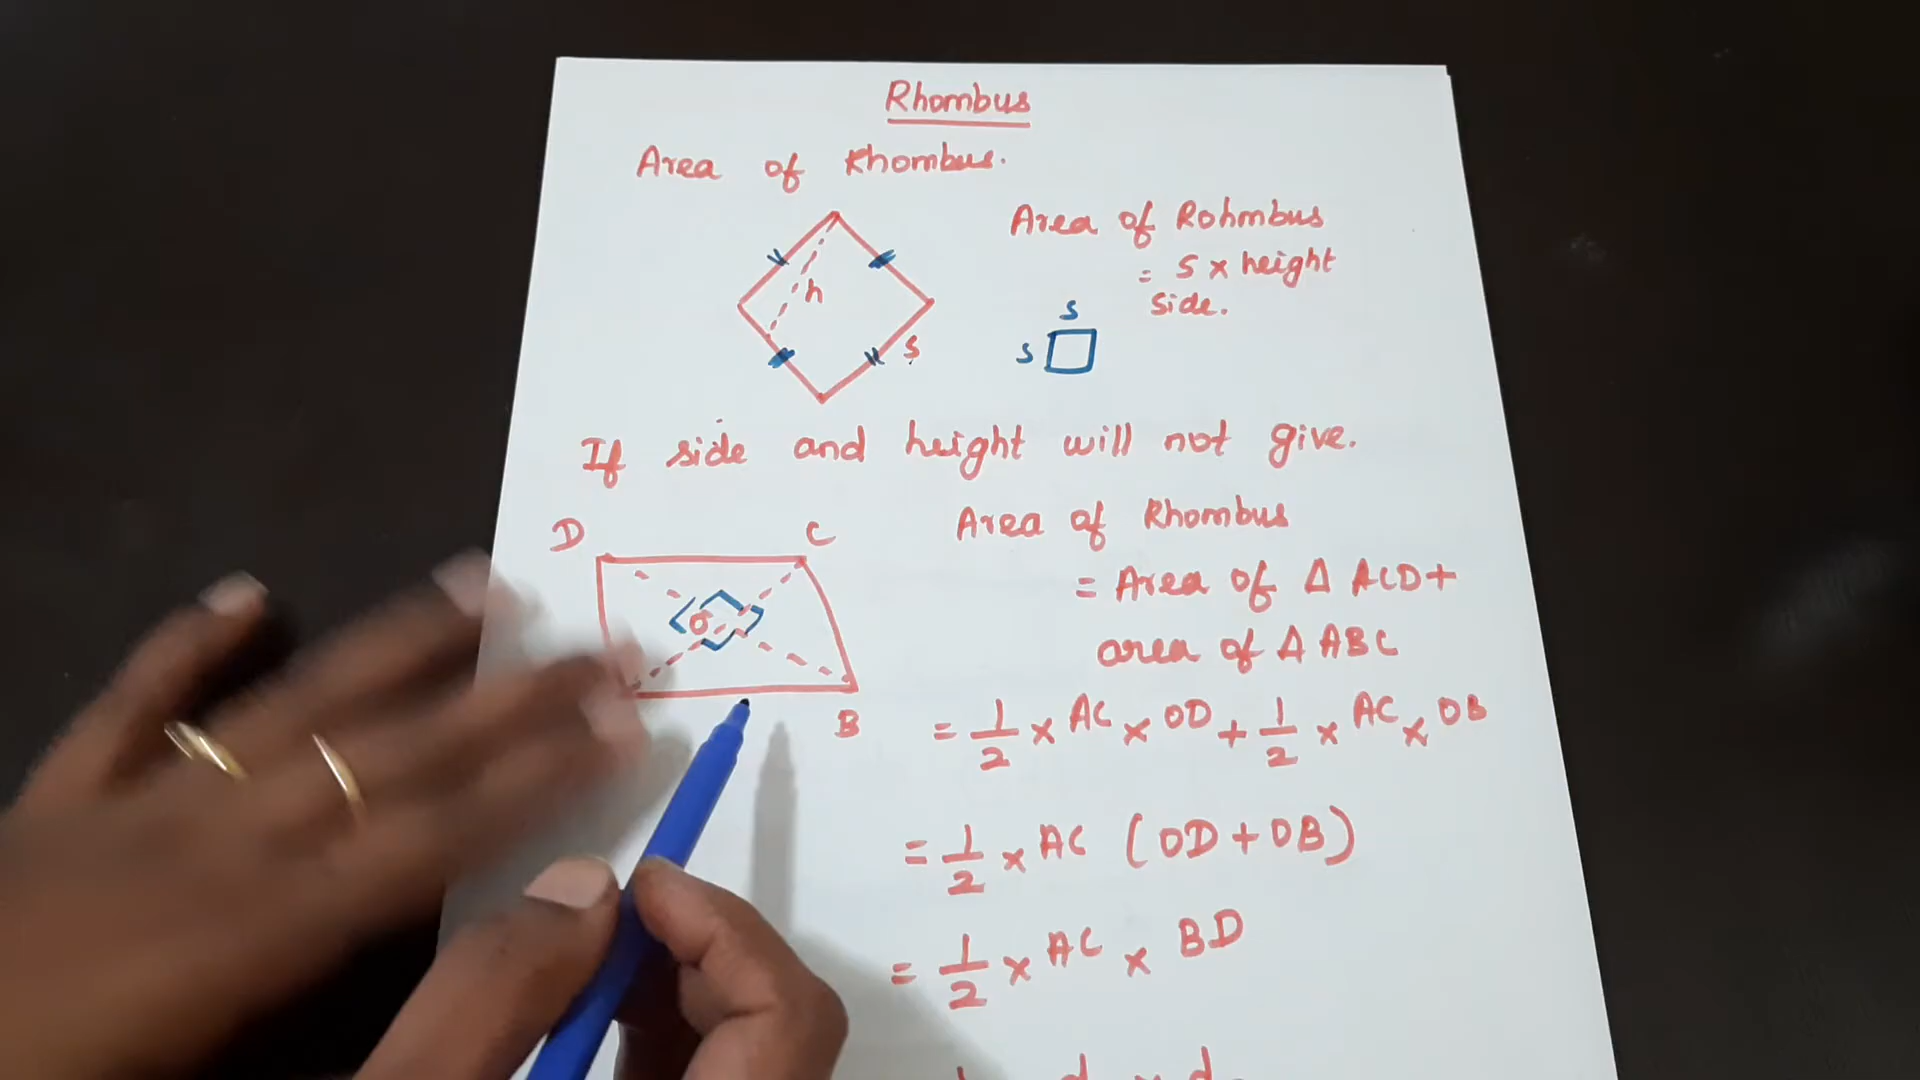 Rhombus
Area of Rhombus.
h
s
Area of Rohmbus
= s × height
side.
s
s
If side and height will not give.
D
C
O
B
Area of Rhombus
= Area of Δ ACD +
area of Δ ABC
= 1/2 × AC × OD + 1/2 × AC × OB
= 1/2 × AC (OD + OB)
= 1/2 × AC × BD